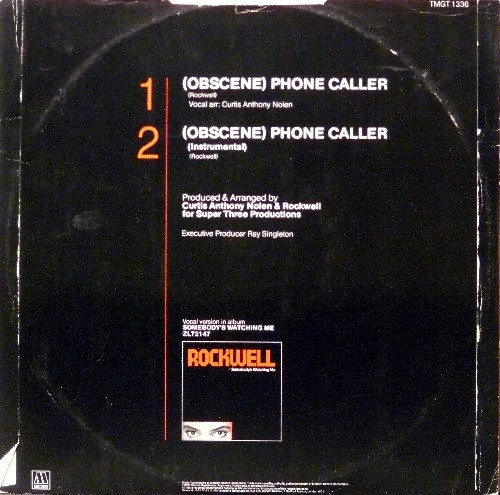 TMGT 1336
1 (OBSCENE) PHONE CALLER
(Rockwell)
Vocal arr: Curtis Anthony Nolen
2 (OBSCENE) PHONE CALLER
(Instrumental)
(Rockwell)
Produced & Arranged by
Curtis Anthony Nolen & Rockwell
for Super Three Productions
Executive Producer Ray Singleton
Vocal version in album
SOMEBODY'S WATCHING ME
ZL72147
ROCKWELL
- Somebody's Watching Me